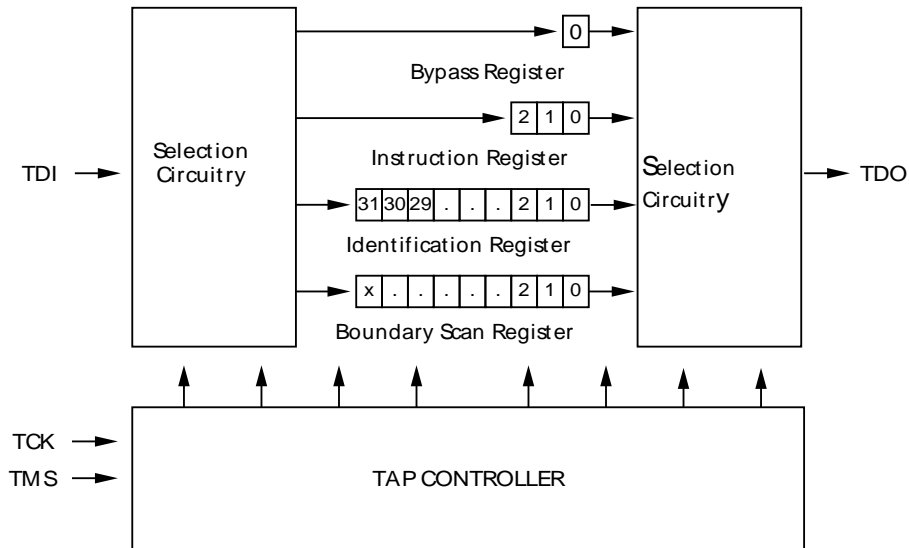 0
Bypass Register
2 1 0
Instruction Register
TDI
Selection
Circuitry
Selection
Circuitry
TDO
31 30 29 . . . 2 1 0
Identification Register
x . . . . . 2 1 0
Boundary Scan Register
TCK
TMS
TAP CONTROLLER